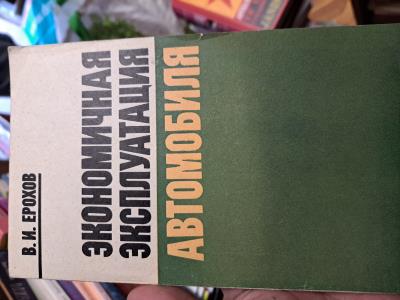 В. И. ЕРОХОВ
ЭКОНОМИЧНАЯ
ЭКСПЛУАТАЦИЯ
АВТОМОБИЛЯ